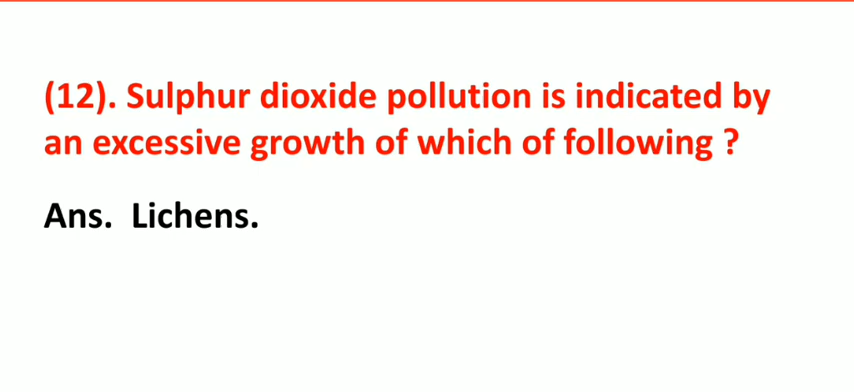 (12). Sulphur dioxide pollution is indicated by
an excessive growth of which of following ?
Ans.  Lichens.